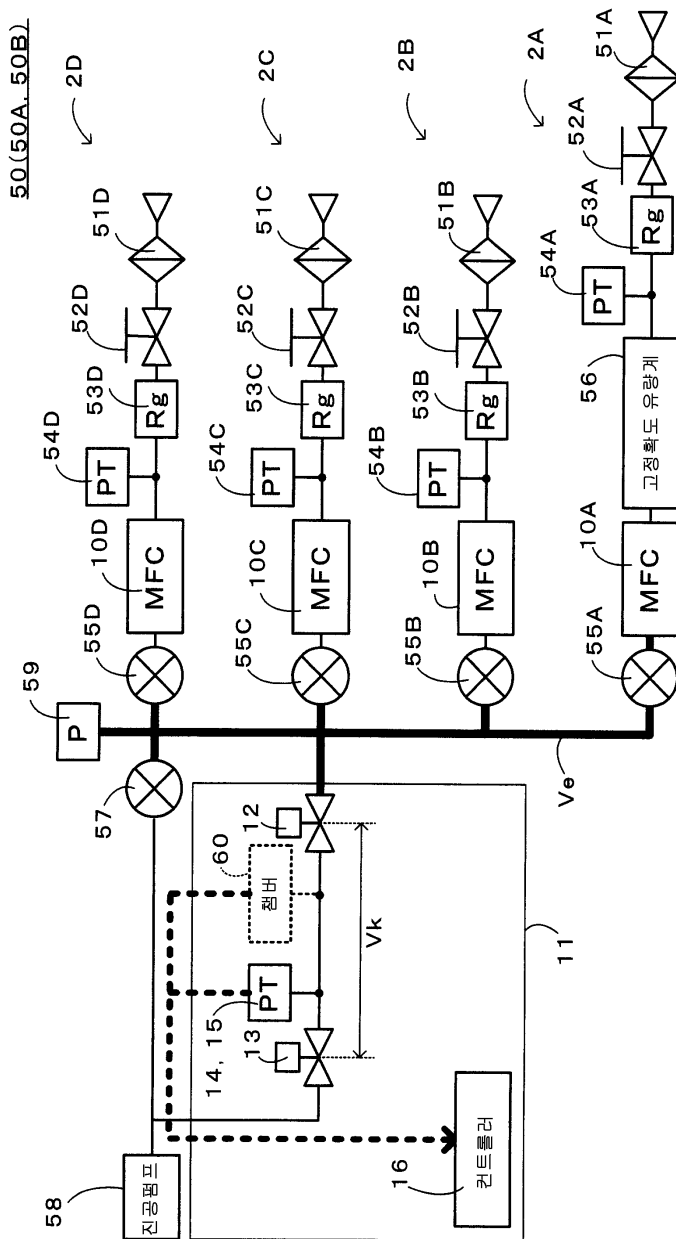 50(50A, 50B)
2D
51D
52D
53D
Rg
54D
PT
10D
MFC
55D
59
P
57
58
진공펌프
2C
51C
52C
53C
Rg
54C
PT
10C
MFC
55C
2B
51B
52B
53B
Rg
54B
PT
10B
MFC
55B
2A
51A
52A
53A
Rg
54A
PT
56
고정확도 유량계
10A
MFC
55A
Ve
12
60
챔버
Vk
PT
14, 15
13
11
16
컨트롤러